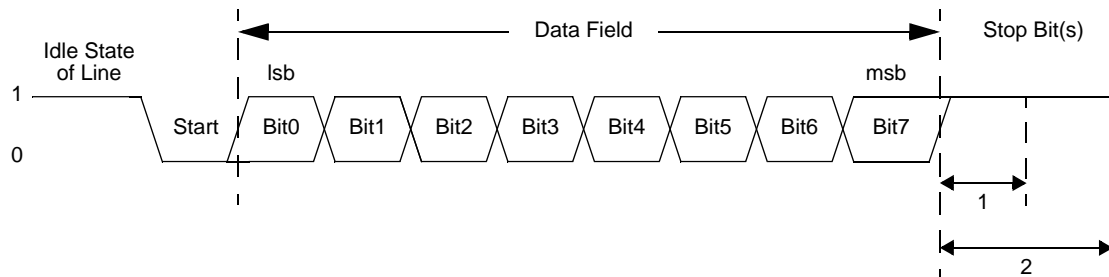 Data Field
Stop Bit(s)
Idle State
of Line
lsb
msb
1
Start
Bit0
Bit1
Bit2
Bit3
Bit4
Bit5
Bit6
Bit7
0
1
2